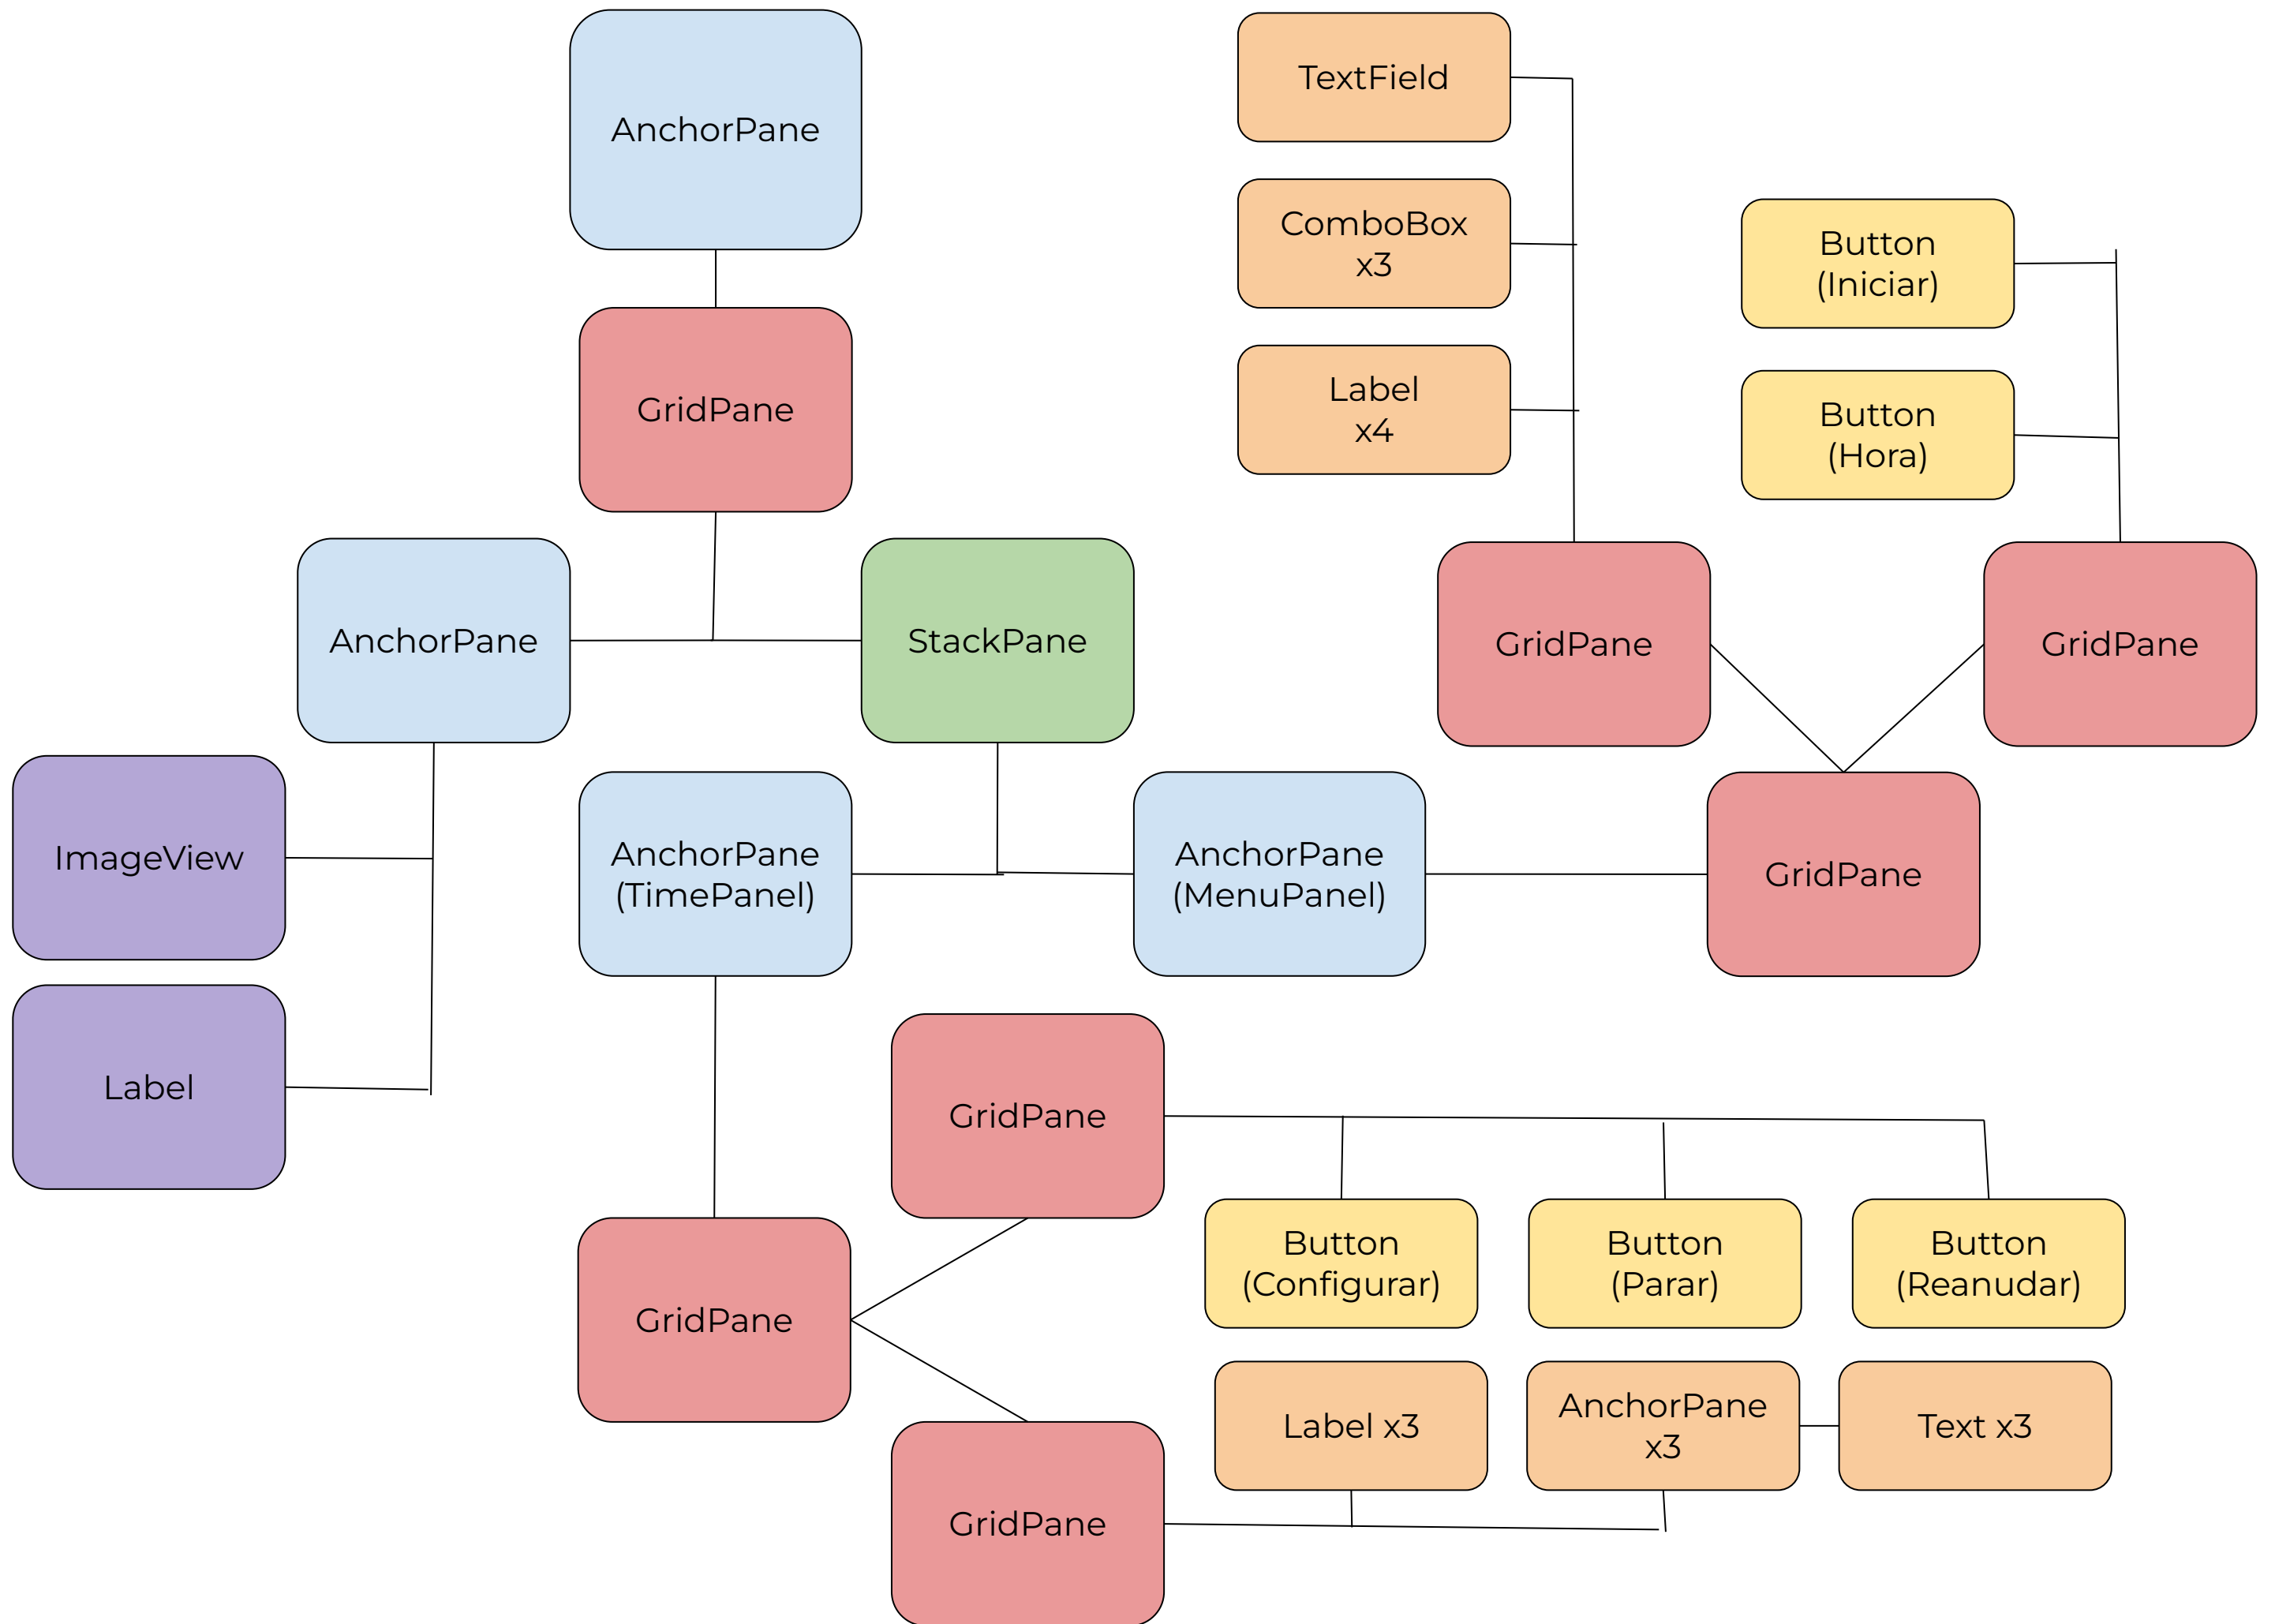 AnchorPane
TextField
ComboBox
x3
Button
(Iniciar)
GridPane
Label
x4
Button
(Hora)
AnchorPane
StackPane
GridPane
GridPane
ImageView
AnchorPane
(TimePanel)
AnchorPane
(MenuPanel)
GridPane
Label
GridPane
Button
(Configurar)
Button
(Parar)
Button
(Reanudar)
GridPane
Label x3
AnchorPane
x3
Text x3
GridPane